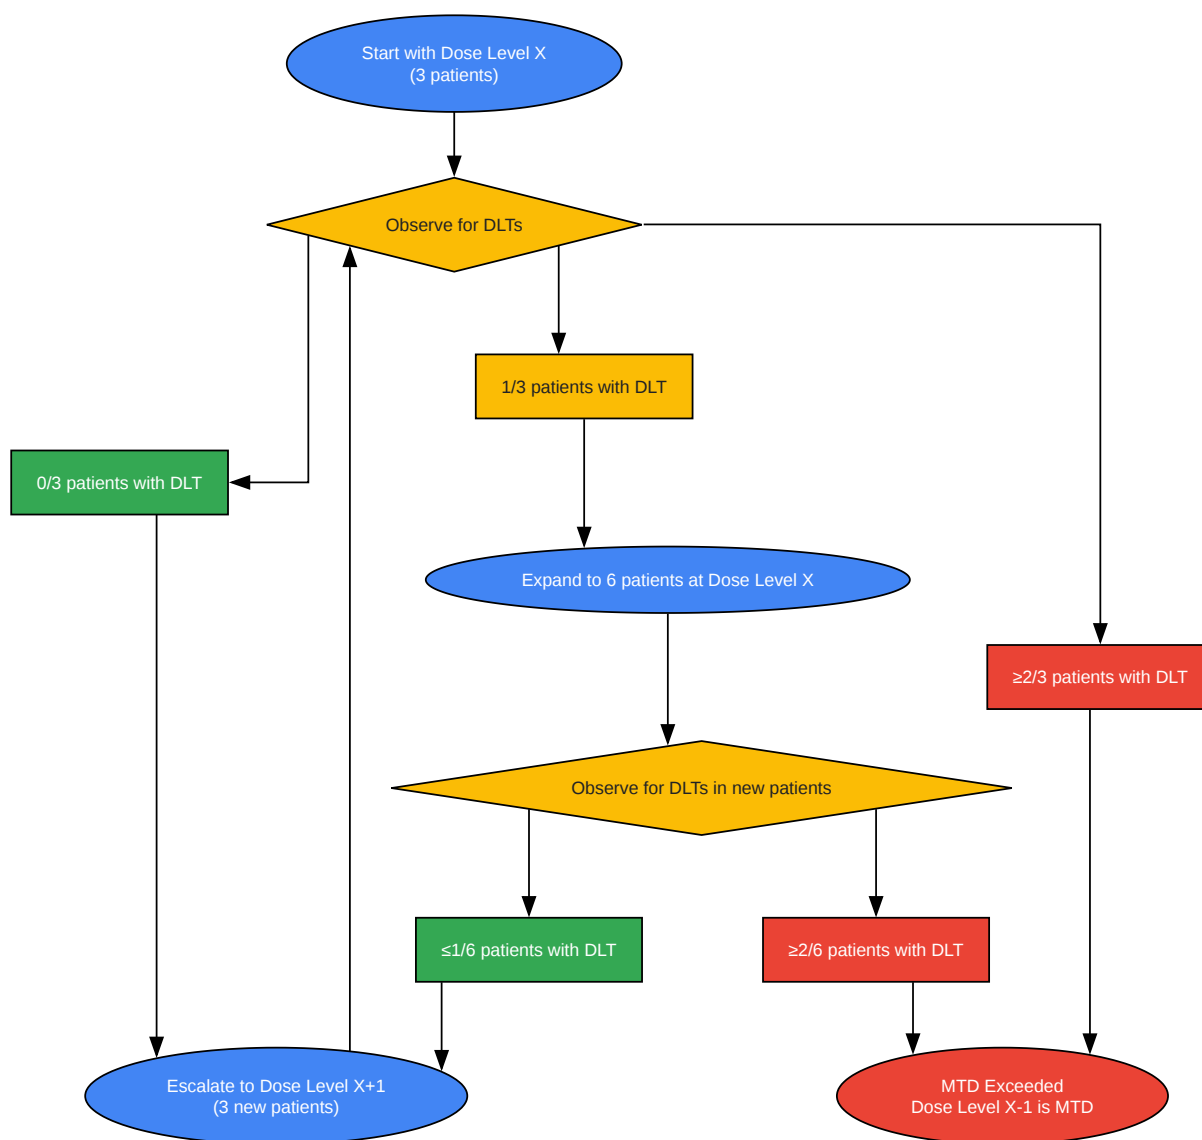 Start with Dose Level X
(3 patients)
Observe for DLTs
1/3 patients with DLT
0/3 patients with DLT
Expand to 6 patients at Dose Level X
≥2/3 patients with DLT
Observe for DLTs in new patients
≤1/6 patients with DLT
≥2/6 patients with DLT
Escalate to Dose Level X+1
(3 new patients)
MTD Exceeded
Dose Level X-1 is MTD